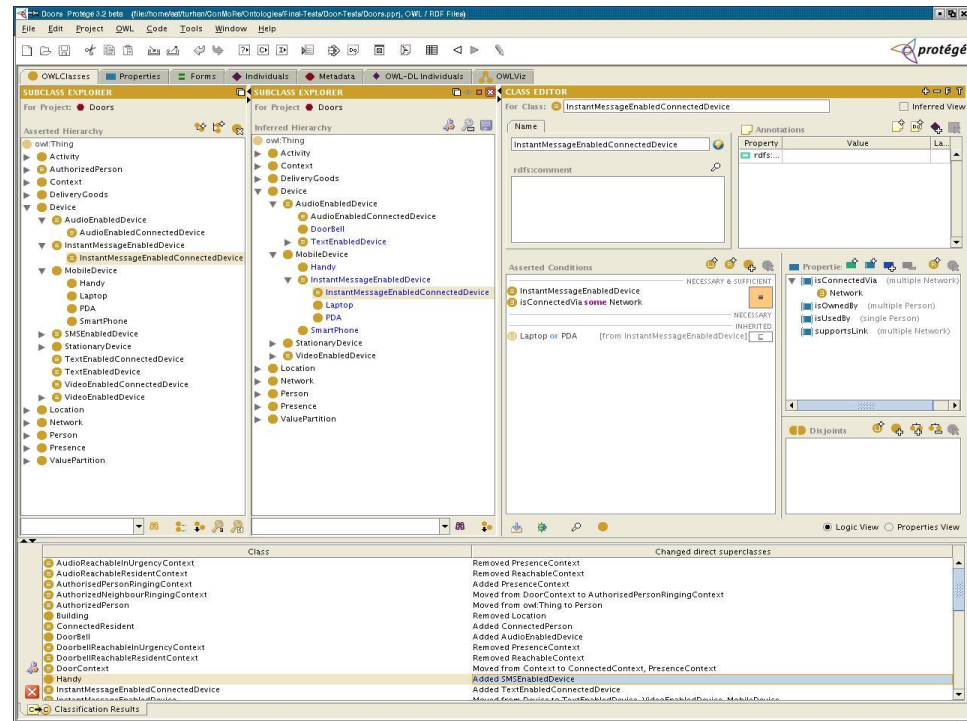 Doors Protégé 3.2 beta (file:/home/aat/turhan/ConMoRe/Ontologies/Final-Tests/Door-Tests/Doors.pprj, OWL / RDF Files)
File Edit Project OWL Code Tools Window Help
protégé
OWLClasses Properties Forms Individuals Metadata OWL-DL Individuals OWLViz
SUBCLASS EXPLORER
For Project: Doors
Asserted Hierarchy
owl:Thing
Activity
AuthorizedPerson
Context
DeliveryGoods
Device
AudioEnabledDevice
AudioEnabledConnectedDevice
InstantMessageEnabledDevice
InstantMessageEnabledConnectedDevice
MobileDevice
Handy
Laptop
PDA
SmartPhone
SMSEnabledDevice
StationaryDevice
TextEnabledConnectedDevice
TextEnabledDevice
VideoEnabledConnectedDevice
VideoEnabledDevice
Location
Network
Person
Presence
ValuePartition
SUBCLASS EXPLORER
For Project: Doors
Inferred Hierarchy
owl:Thing
Activity
Context
DeliveryGoods
Device
AudioEnabledDevice
AudioEnabledConnectedDevice
DoorBell
TextEnabledDevice
MobileDevice
Handy
InstantMessageEnabledDevice
InstantMessageEnabledConnectedDevice
Laptop
PDA
SmartPhone
StationaryDevice
VideoEnabledDevice
Location
Network
Person
Presence
ValuePartition
CLASS EDITOR
For Class: InstantMessageEnabledConnectedDevice Inferred View
Name
InstantMessageEnabledConnectedDevice
rdfs:comment
Annotations
Property Value La...
rdfs:...
Asserted Conditions
NECESSARY & SUFFICIENT
InstantMessageEnabledDevice
isConnectedVia some Network
NECESSARY
INHERITED
Laptop or PDA [from InstantMessageEnabledDevice]
Propertie
isConnectedVia (multiple Network)
Network
isOwnedBy (multiple Person)
isUsedBy (single Person)
supportsLink (multiple Network)
Disjoints
Logic View Properties View
Class Changed direct superclasses
AudioReachableInUrgencyContext Removed PresenceContext
AudioReachableResidentContext Removed ReachableContext
AuthorisedPersonRingingContext Added PresenceContext
AuthorizedNeighbourRingingContext Moved from DoorContext to AuthorisedPersonRingingContext
AuthorizedPerson Moved from owl:Thing to Person
Building Removed Location
ConnectedResident Added ConnectedPerson
DoorBell Added AudioEnabledDevice
DoorbellReachableInUrgencyContext Removed PresenceContext
DoorbellReachableResidentContext Removed ReachableContext
DoorContext Moved from Context to ConnectedContext, PresenceContext
Handy Added SMSEnabledDevice
InstantMessageEnabledConnectedDevice Added TextEnabledConnectedDevice
InstantMessageEnabledDevice Moved from Device to TextEnabledDevice, VideoEnabledDevice, MobileDevice
Classification Results